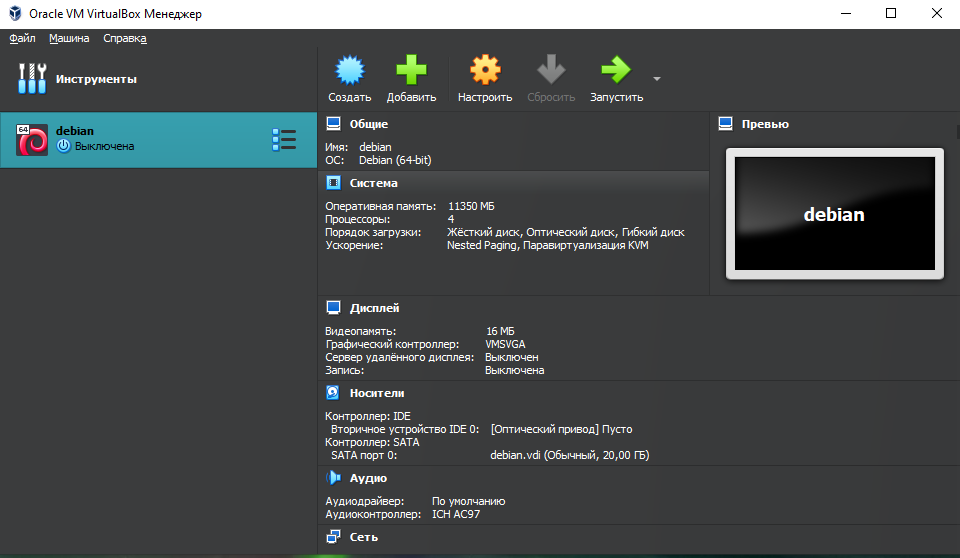 Oracle VM VirtualBox Менеджер
Файл Машина Справка
Инструменты
Создать Добавить Настроить Сбросить Запустить
64
debian
Выключена
Общие
Имя: debian
ОС: Debian (64-bit)
Превью
debian
Система
Оперативная память: 11350 МБ
Процессоры: 4
Порядок загрузки: Жёсткий диск, Оптический диск, Гибкий диск
Ускорение: Nested Paging, Паравиртуализация KVM
Дисплей
Видеопамять: 16 МБ
Графический контроллер: VMSVGA
Сервер удалённого дисплея: Выключен
Запись: Выключена
Носители
Контроллер: IDE
Вторичное устройство IDE 0: [Оптический привод] Пусто
Контроллер: SATA
SATA порт 0: debian.vdi (Обычный, 20,00 ГБ)
Аудио
Аудиодрайвер: По умолчанию
Аудиоконтроллер: ICH AC97
Сеть